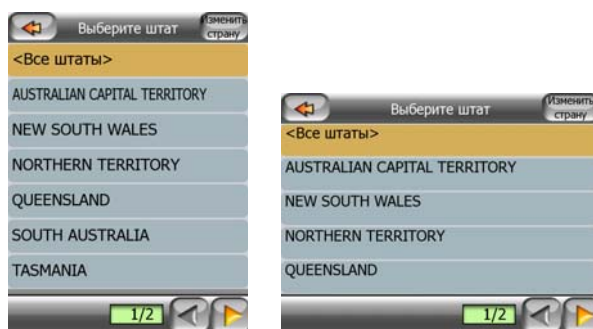 Выберите штат
Изменить
страну
<Все штаты>
AUSTRALIAN CAPITAL TERRITORY
NEW SOUTH WALES
NORTHERN TERRITORY
QUEENSLAND
SOUTH AUSTRALIA
TASMANIA
1/2
Выберите штат
Изменить
страну
<Все штаты>
AUSTRALIAN CAPITAL TERRITORY
NEW SOUTH WALES
NORTHERN TERRITORY
QUEENSLAND
1/2